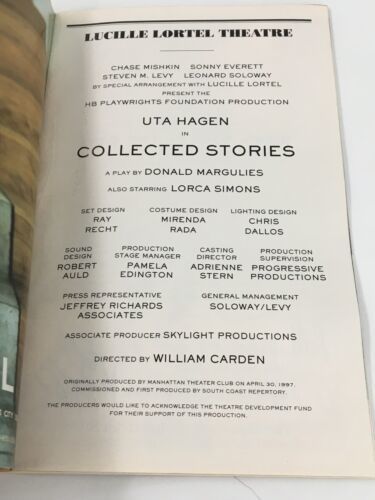 LUCILLE LORTEL THEATRE
CHASE MISHKIN SONNY EVERETT
STEVEN M. LEVY LEONARD SOLOWAY
BY SPECIAL ARRANGEMENT WITH LUCILLE LORTEL
PRESENT THE
HB PLAYWRIGHTS FOUNDATION PRODUCTION
UTA HAGEN
IN
COLLECTED STORIES
A PLAY BY DONALD MARGULIES
ALSO STARRING LORCA SIMONS
SET DESIGN COSTUME DESIGN LIGHTING DESIGN
RAY MIRENDA CHRIS
RECHT RADA DALLOS
SOUND PRODUCTION CASTING PRODUCTION
DESIGN STAGE MANAGER DIRECTOR SUPERVISION
ROBERT PAMELA ADRIENNE PROGRESSIVE
AULD EDINGTON STERN PRODUCTIONS
PRESS REPRESENTATIVE GENERAL MANAGEMENT
JEFFREY RICHARDS SOLOWAY/LEVY
ASSOCIATES
ASSOCIATE PRODUCER SKYLIGHT PRODUCTIONS
DIRECTED BY WILLIAM CARDEN
ORIGINALLY PRODUCED BY MANHATTAN THEATER CLUB ON APRIL 30, 1997.
COMMISSIONED AND FIRST PRODUCED BY SOUTH COAST REPERTORY.
THE PRODUCERS WOULD LIKE TO ACKNOWLEDGE THE THEATRE DEVELOPMENT FUND
FOR THEIR SUPPORT OF THIS PRODUCTION.
L
CITY